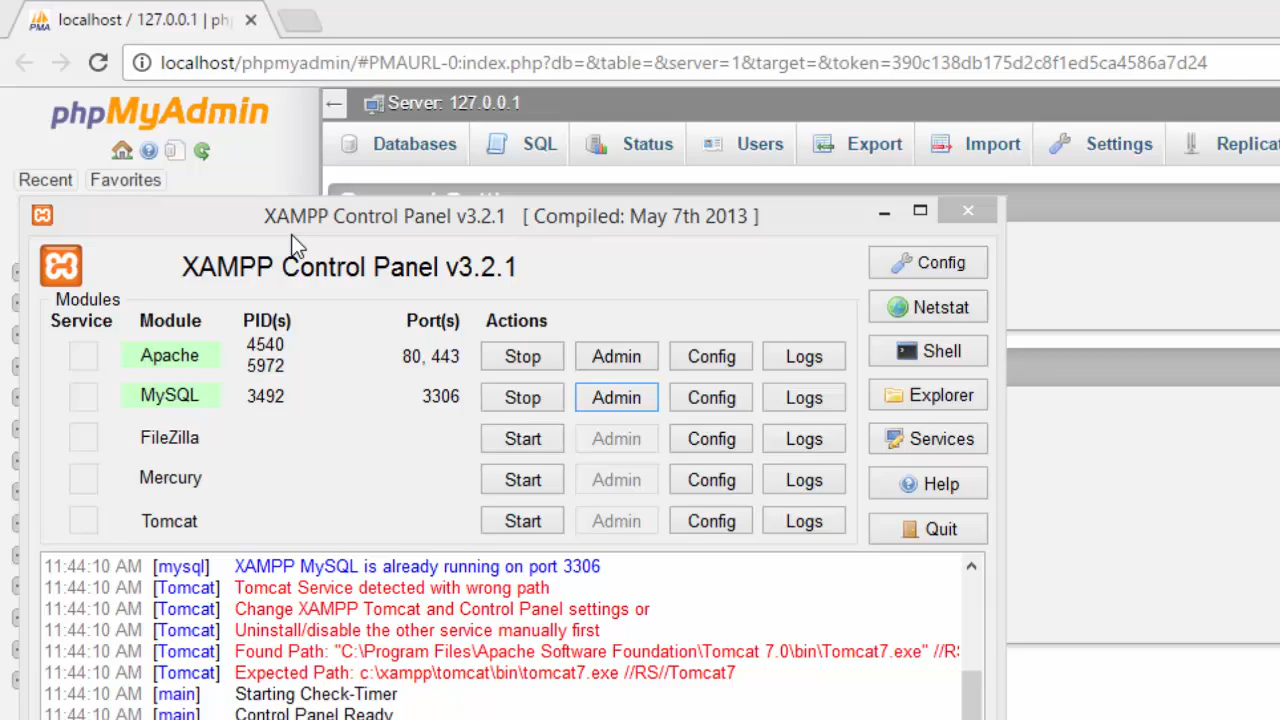 PMA
localhost / 127.0.0.1 | ph
localhost/phpmyadmin/#PMAURL-0:index.php?db=&table=&server=1&target=&token=390c138db175d2c8f1ed5ca4586a7d24
phpMyAdmin
Server: 127.0.0.1
Databases SQL Status Users Export Import Settings Replica
Recent Favorites
XAMPP Control Panel v3.2.1 [ Compiled: May 7th 2013 ]
XAMPP Control Panel v3.2.1
Config
Modules
Service Module PID(s) Port(s) Actions
Netstat
Apache 4540 5972 80, 443 Stop Admin Config Logs
Shell
MySQL 3492 3306 Stop Admin Config Logs
Explorer
FileZilla Start Admin Config Logs
Services
Mercury Start Admin Config Logs
Help
Tomcat Start Admin Config Logs
Quit
11:44:10 AM [mysql] XAMPP MySQL is already running on port 3306
11:44:10 AM [Tomcat] Tomcat Service detected with wrong path
11:44:10 AM [Tomcat] Change XAMPP Tomcat and Control Panel settings or
11:44:10 AM [Tomcat] Uninstall/disable the other service manually first
11:44:10 AM [Tomcat] Found Path: "C:\Program Files\Apache Software Foundation\Tomcat 7.0\bin\Tomcat7.exe" //RS
11:44:10 AM [Tomcat] Expected Path: c:\xampp\tomcat\bin\tomcat7.exe //RS//Tomcat7
11:44:10 AM [main] Starting Check-Timer
11:44:10 AM [main] Control Panel Ready